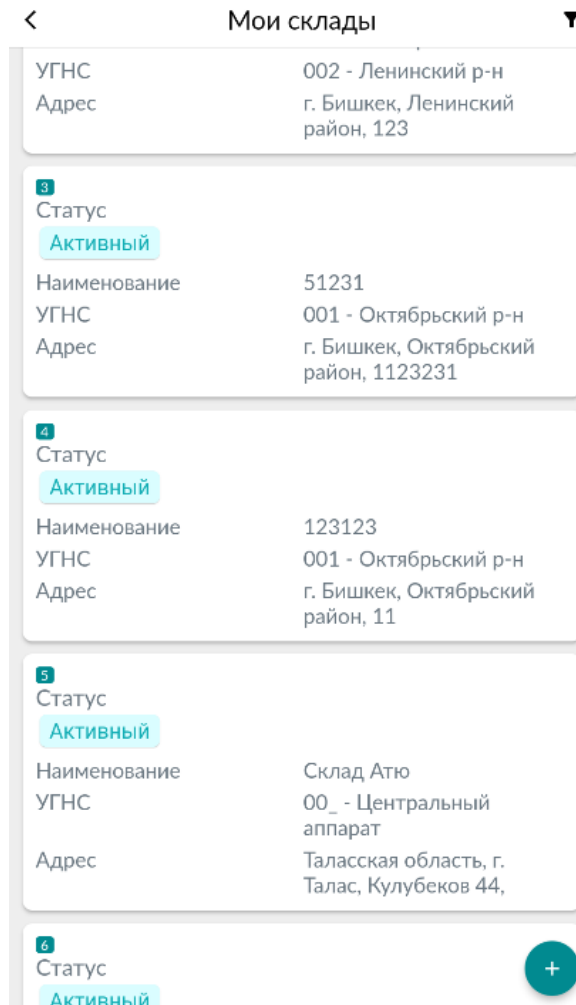 Мои склады
УГНС 002 - Ленинский р-н
Адрес г. Бишкек, Ленинский
район, 123
3
Статус
Активный
Наименование 51231
УГНС 001 - Октябрьский р-н
Адрес г. Бишкек, Октябрьский
район, 1123231
4
Статус
Активный
Наименование 123123
УГНС 001 - Октябрьский р-н
Адрес г. Бишкек, Октябрьский
район, 11
5
Статус
Активный
Наименование Склад Атю
УГНС 00_ - Центральный
аппарат
Адрес Таласская область, г.
Талас, Кулубеков 44,
6
Статус
Активный